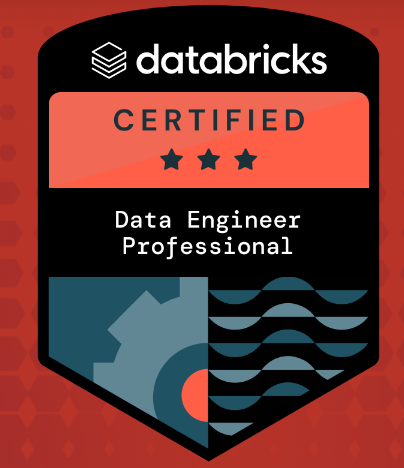 databricks
CERTIFIED
Data Engineer
Professional